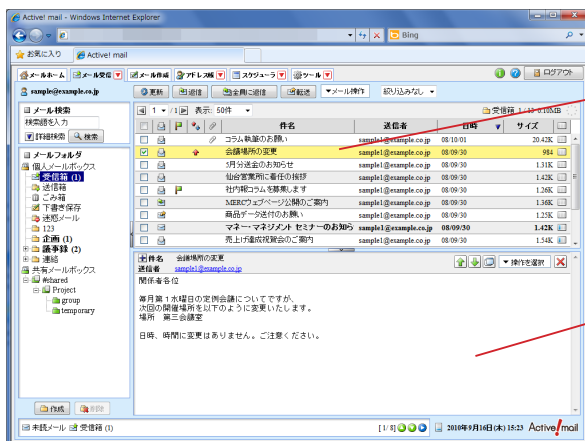 Active! mail - Windows Internet Explorer
Bing
お気に入り Active! mail
メールホーム メール受信 メール作成 アドレス帳 スケジューラ ツール ログアウト
sample@example.co.jp
更新 返信 全員に返信 転送 ▼メール操作 絞り込みなし
メール検索
検索語を入力
詳細検索 検索
1 /1 表示: 50件 受信箱 1/13 0.10MB
件名 送信者 日時 サイズ
コラム執筆のお願い sample1@example.co.jp 08/10/01 20.42K
会議場所の変更 sample1@example.co.jp 08/09/30 984
5月分送金のお知らせ sample1@example.co.jp 08/09/30 1.31K
仙台営業所に着任の挨拶 sample1@example.co.jp 08/09/30 1.42K
社内報コラムを募集します sample1@example.co.jp 08/09/30 1.26K
MERCウェブページ公開のご案内 sample1@example.co.jp 08/09/30 1.36K
商品データ送付のお願い sample1@example.co.jp 08/09/30 1.25K
マネー・マネジメント セミナーのお知らせ sample1@example.co.jp 08/09/30 1.42K
売上げ達成祝賀会のご案内 sample1@example.co.jp 08/09/30 1.54K
メールフォルダ
個人メールボックス
受信箱 (1)
送信箱
ごみ箱
下書き保存
迷惑メール
123
企画 (1)
議事録 (2)
連絡
共有メールボックス
#shared
Project
group
temporary
作成 削除
件名 会議場所の変更
送信者 sample1@example.co.jp
▼操作を選択
関係者各位
毎月第１水曜日の定例会議についてですが、
次回の開催場所を以下のように変更いたします。
場所 第三会議室
日時、時間に変更はありません。ご注意ください。
未読メール 受信箱 (1) [1/8] 2010年9月16日(木) 15:23 Active!mail